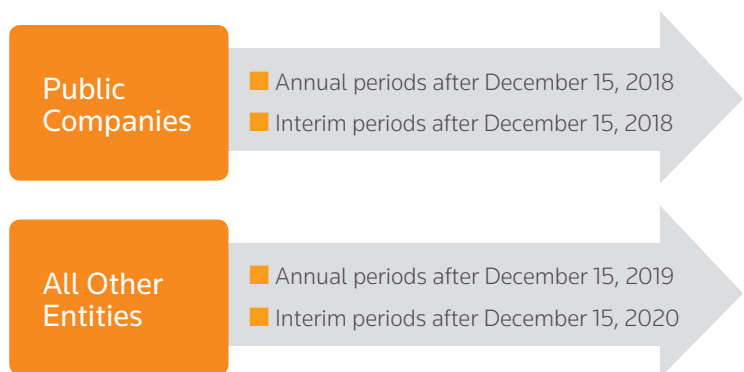 Public
Companies
Annual periods after December 15, 2018
Interim periods after December 15, 2018
All Other
Entities
Annual periods after December 15, 2019
Interim periods after December 15, 2020